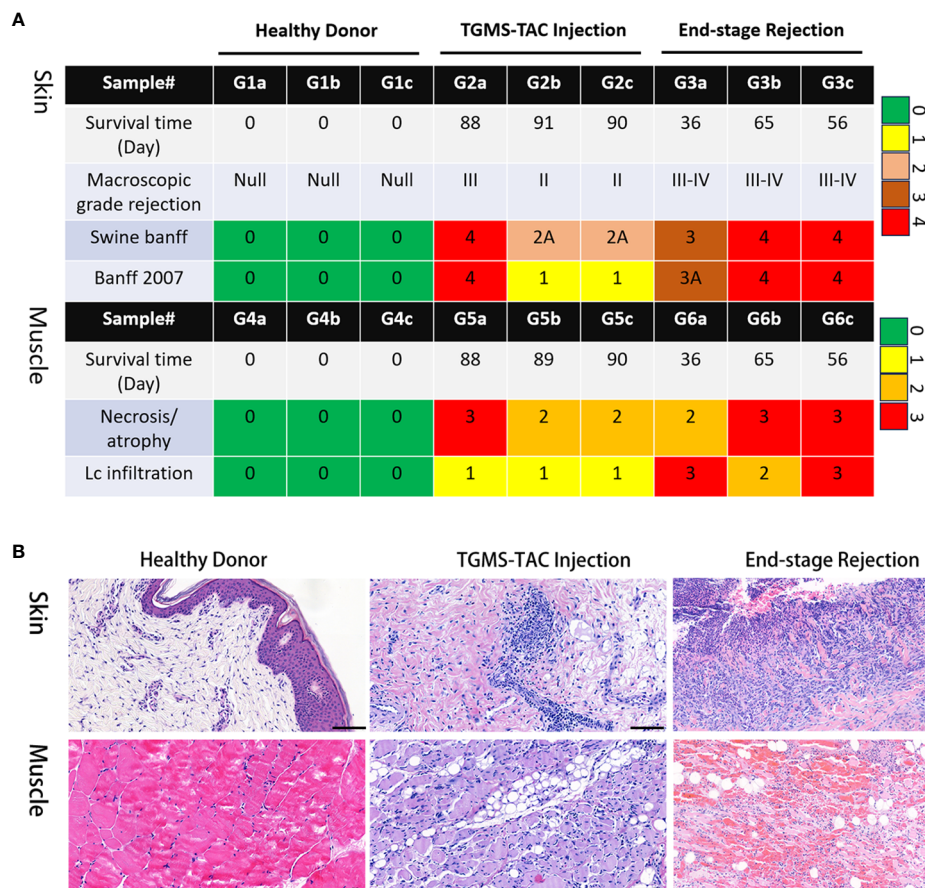 A
Healthy Donor TGMS-TAC Injection End-stage Rejection
Skin
Sample# G1a G1b G1c G2a G2b G2c G3a G3b G3c
Survival time
(Day)
0 0 0 88 91 90 36 65 56
Macroscopic
grade rejection
Null Null Null III II II III-IV III-IV III-IV
Swine banff 0 0 0 4 2A 2A 3 4 4
Banff 2007 0 0 0 4 1 1 3A 4 4
0
1
2
3
4
Muscle
Sample# G4a G4b G4c G5a G5b G5c G6a G6b G6c
Survival time
(Day)
0 0 0 88 89 90 36 65 56
Necrosis/
atrophy
0 0 0 3 2 2 2 3 3
Lc infiltration 0 0 0 1 1 1 3 2 3
0
1
2
3
B
Healthy Donor TGMS-TAC Injection End-stage Rejection
Skin
Muscle